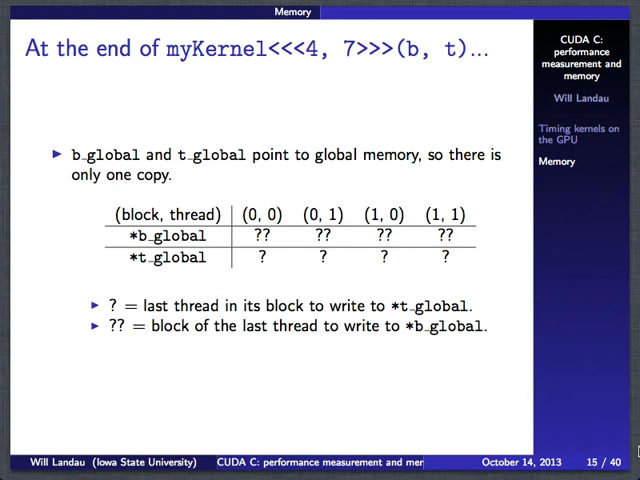 Memory
At the end of myKernel<<<4, 7>>>(b, t)...
b_global and t_global point to global memory, so there is
only one copy.
(block, thread) (0, 0) (0, 1) (1, 0) (1, 1)
*b_global ?? ?? ?? ??
*t_global ? ? ? ?
? = last thread in its block to write to *t_global.
?? = block of the last thread to write to *b_global.
CUDA C:
performance
measurement and
memory
Will Landau
Timing kernels on
the GPU
Memory
Will Landau (Iowa State University) CUDA C: performance measurement and mer October 14, 2013 15 / 40